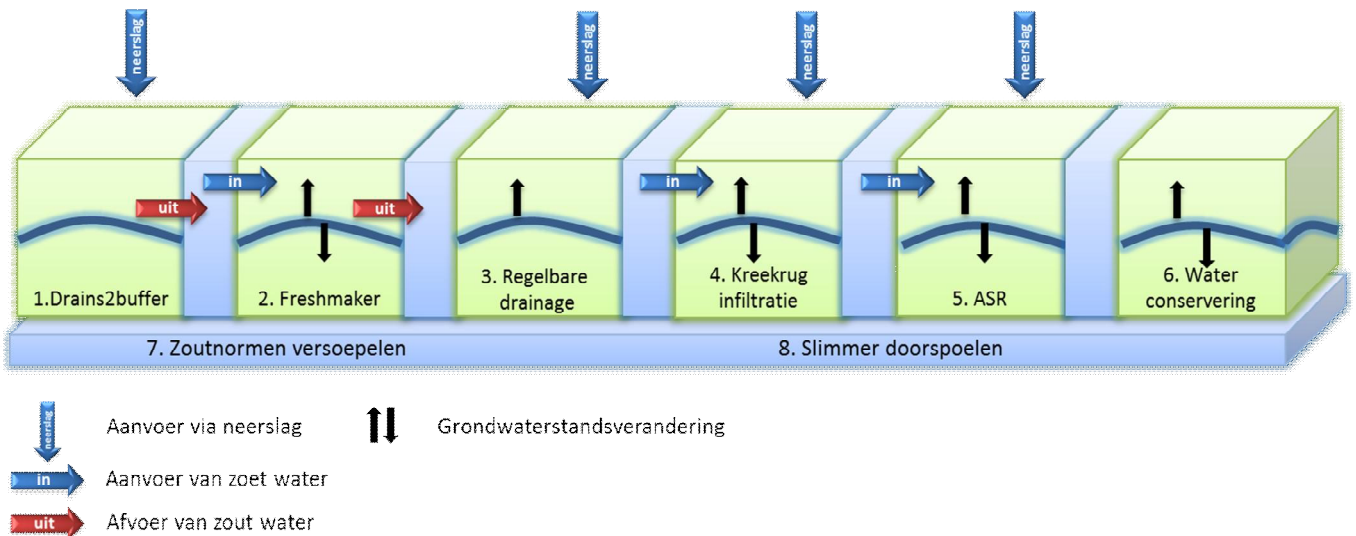 neerslag
neerslag
neerslag
neerslag
in
in
in
uit
uit
1.Drains2buffer
2. Freshmaker
3. Regelbare
drainage
4. Kreekrug
infiltratie
5. ASR
6. Water
conservering
7. Zoutnormen versoepelen
8. Slimmer doorspoelen
neerslag
Aanvoer via neerslag
Grondwaterstandsverandering
in
Aanvoer van zoet water
uit
Afvoer van zout water